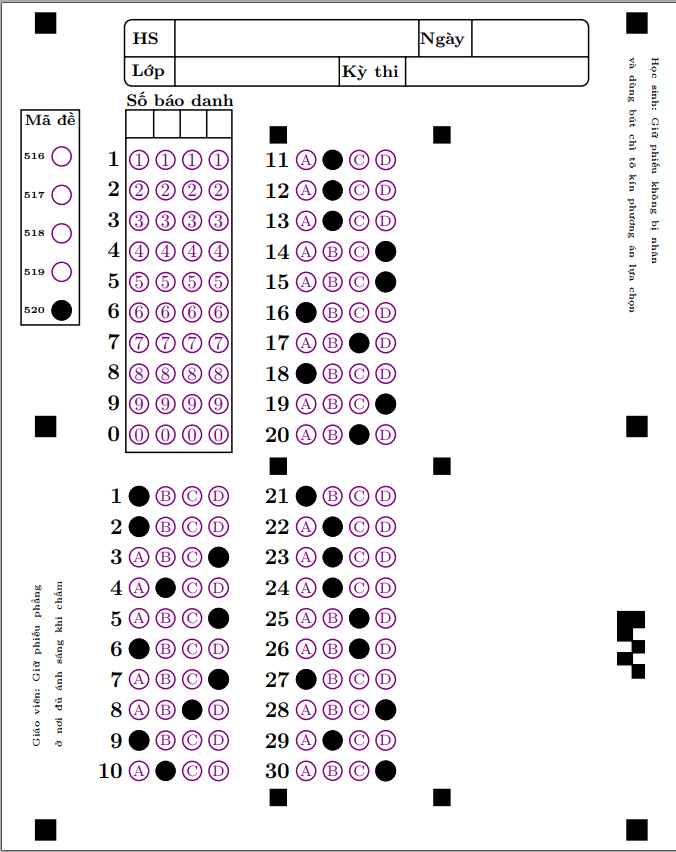 HS Ngày
Lớp Kỳ thi
Số báo danh
Mã đề
516
517
518
519
520
1 1 1 1 1
2 2 2 2 2
3 3 3 3 3
4 4 4 4 4
5 5 5 5 5
6 6 6 6 6
7 7 7 7 7
8 8 8 8 8
9 9 9 9 9
0 0 0 0 0
11 A C D
12 A C D
13 A C D
14 A B C
15 A B C
16 B C D
17 A B D
18 B C D
19 A B C
20 A B D
1 B C D
2 B C D
3 A B C
4 A C D
5 A B C
6 B C D
7 A B C
8 A B D
9 B C D
10 A C D
21 B C D
22 A C D
23 A C D
24 A C D
25 A B D
26 A B D
27 B C D
28 A B C
29 A C D
30 A B C
Học sinh: Giữ phiếu không bị nhăn
và dùng bút chì tô kín phương án lựa chọn
Giáo viên: Giữ phiếu phẳng
ở nơi đủ ánh sáng khi chấm